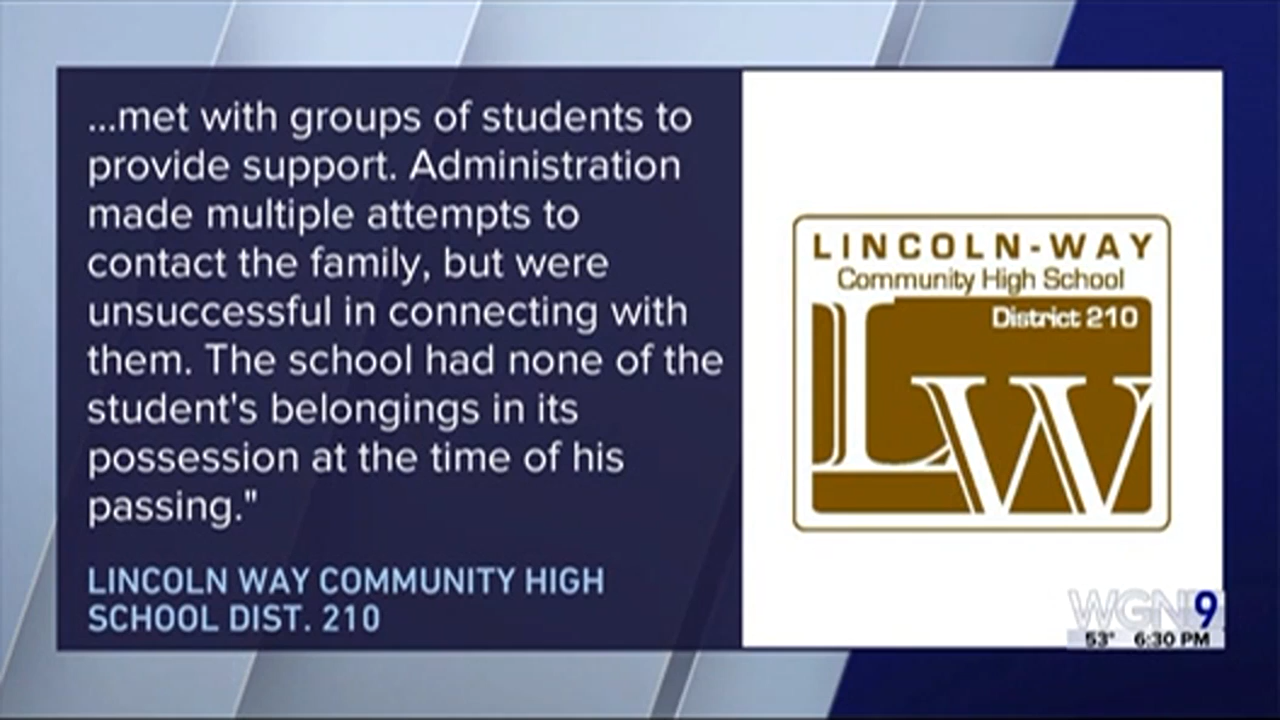 ...met with groups of students to
provide support. Administration
made multiple attempts to
contact the family, but were
unsuccessful in connecting with
them. The school had none of the
student's belongings in its
possession at the time of his
passing."
LINCOLN WAY COMMUNITY HIGH
SCHOOL DIST. 210
LINCOLN-WAY
Community High School
District 210
LW
WGN 9
53° 6:30 PM